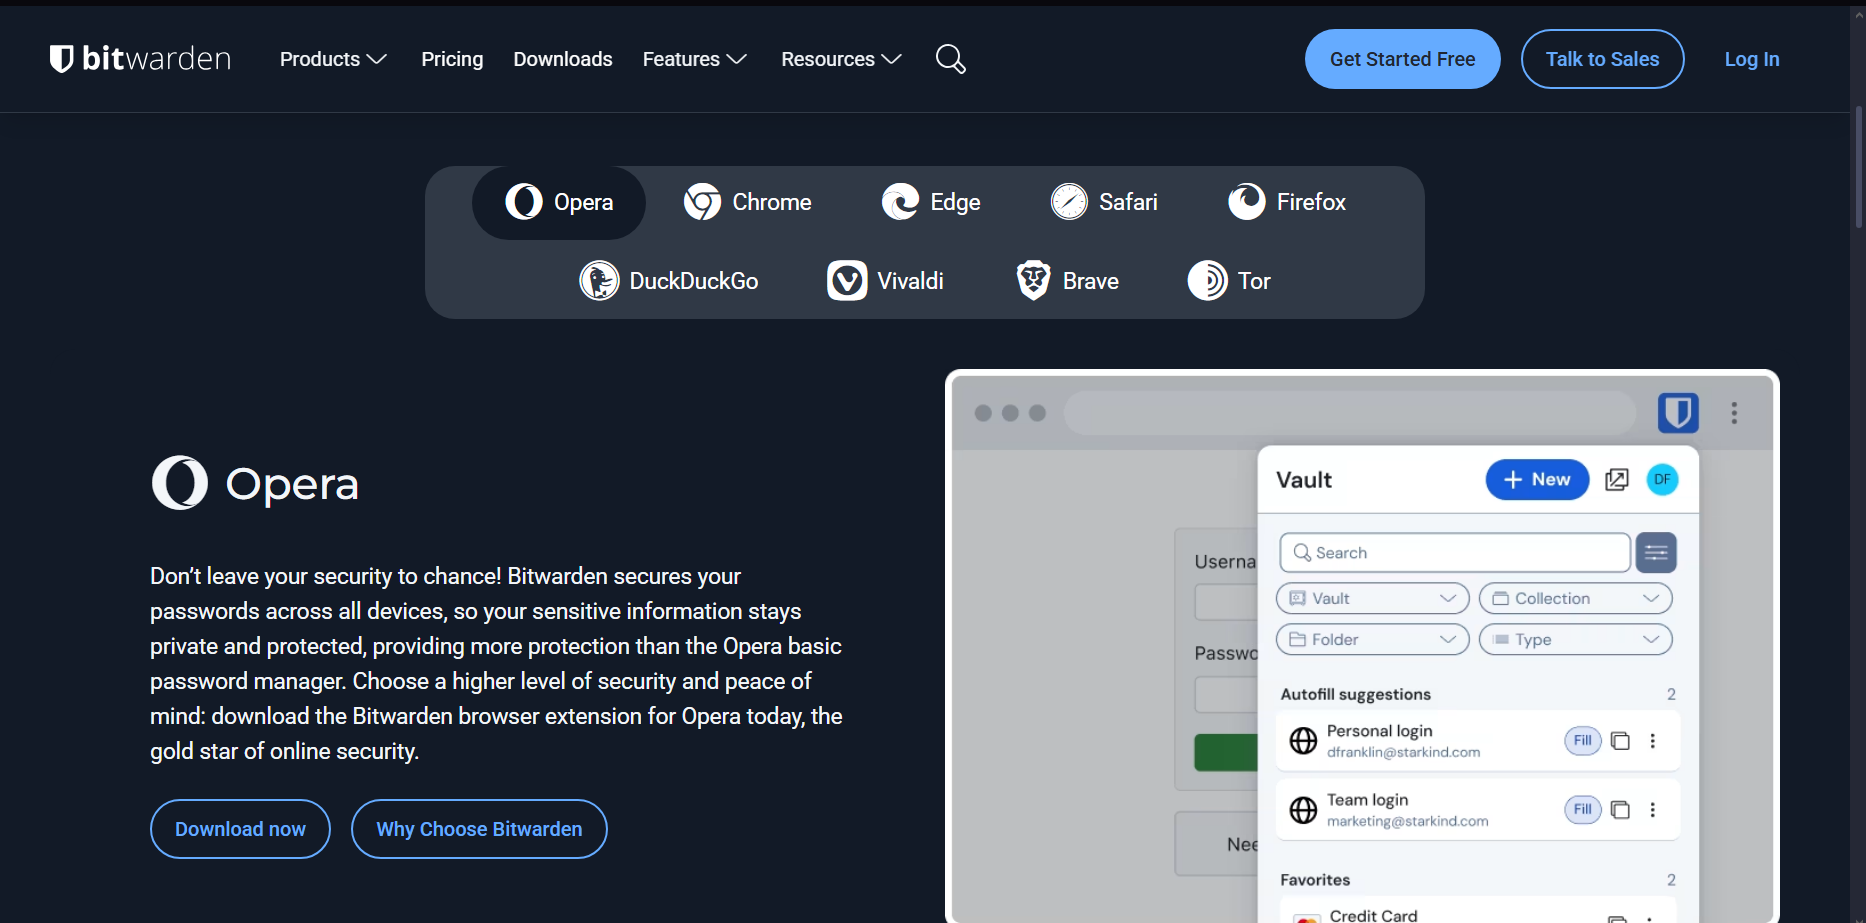 bitwarden Products Pricing Downloads Features Resources Get Started Free Talk to Sales Log In
Opera Chrome Edge Safari Firefox
DuckDuckGo Vivaldi Brave Tor
Opera
Don’t leave your security to chance! Bitwarden secures your
passwords across all devices, so your sensitive information stays
private and protected, providing more protection than the Opera basic
password manager. Choose a higher level of security and peace of
mind: download the Bitwarden browser extension for Opera today, the
gold star of online security.
Download now Why Choose Bitwarden
Vault + New DF
Search
Vault Collection
Folder Type
Userna
Passwo
Nee
Autofill suggestions 2
Personal login
dfranklin@starkind.com
Fill
Team login
marketing@starkind.com
Fill
Favorites 2
Credit Card